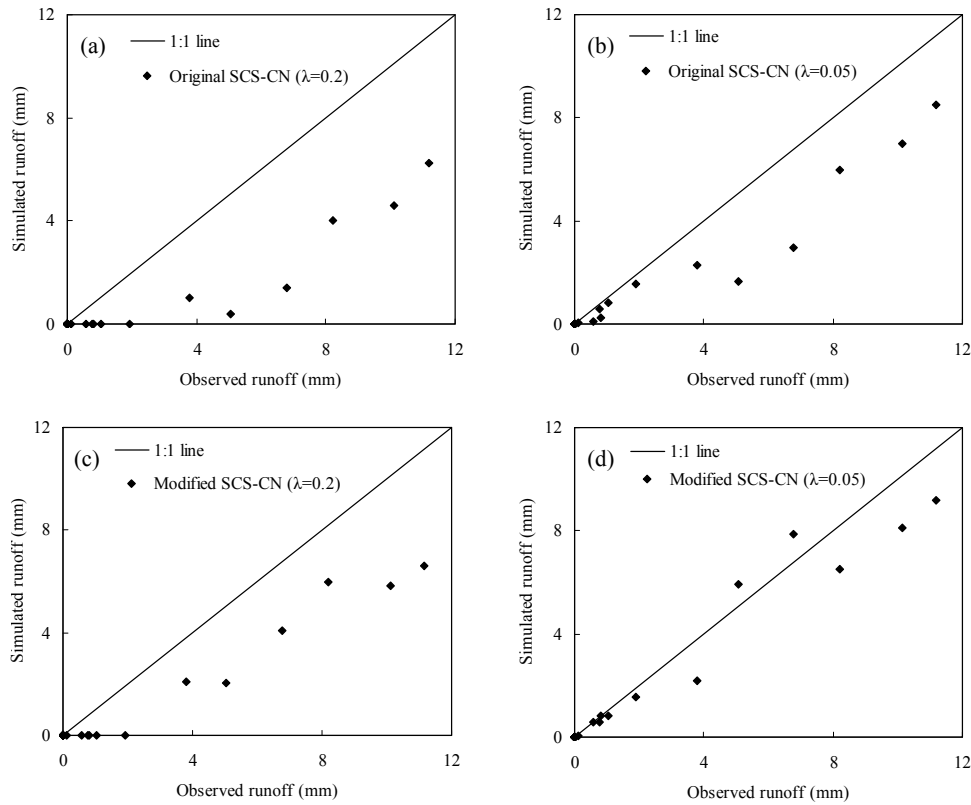 (a)
1:1 line
Original SCS-CN (λ=0.2)
Simulated runoff (mm)
12
8
4
0
0
4
8
12
Observed runoff (mm)
(b)
1:1 line
Original SCS-CN (λ=0.05)
Simulated runoff (mm)
12
8
4
0
0
4
8
12
Observed runoff (mm)
(c)
1:1 line
Modified SCS-CN (λ=0.2)
Simulated runoff (mm)
12
8
4
0
0
4
8
12
Observed runoff (mm)
(d)
1:1 line
Modified SCS-CN (λ=0.05)
Simulated runoff (mm)
12
8
4
0
0
4
8
12
Observed runoff (mm)